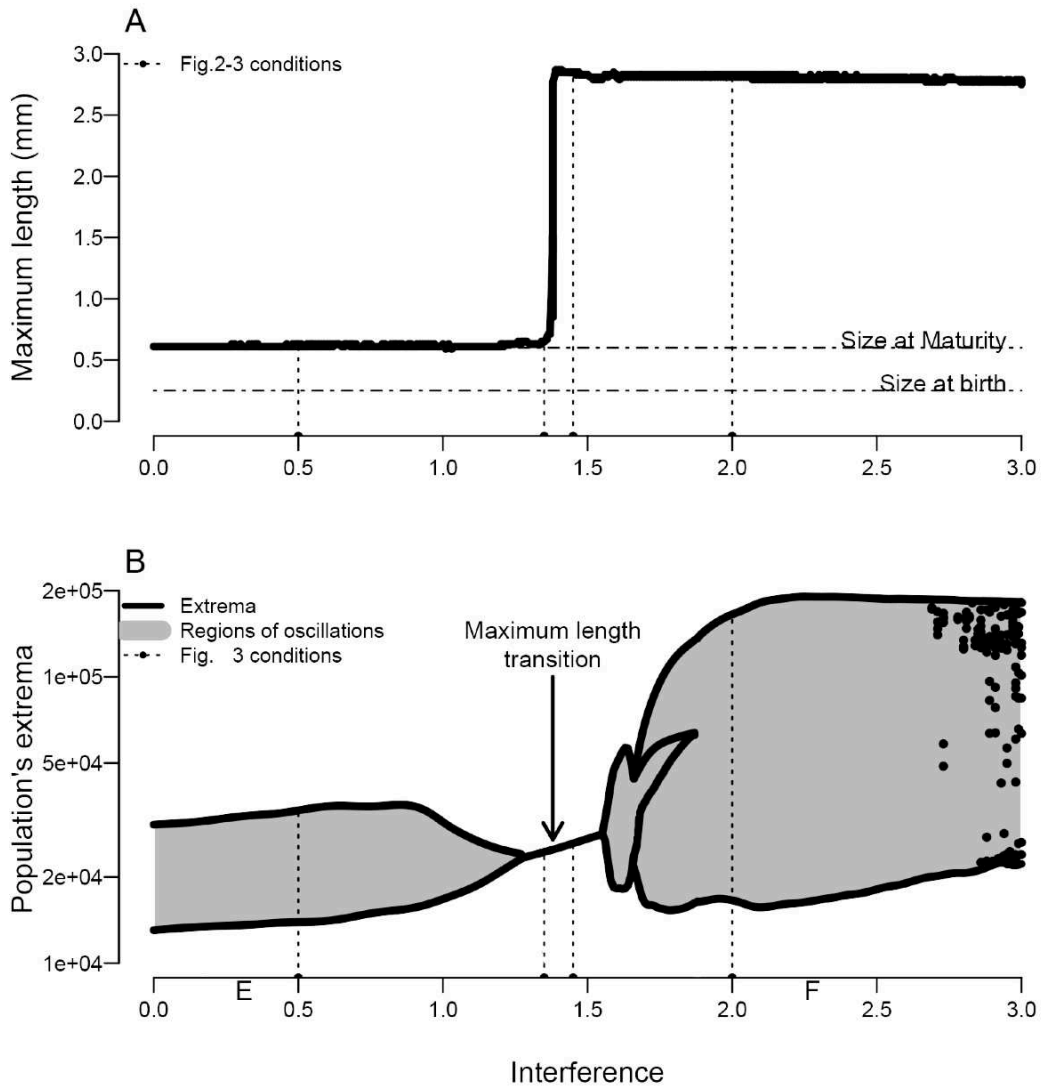 A
3.0
Fig.2-3 conditions
2.5
2.0
1.5
1.0
0.5
0.0
Maximum length (mm)
Size at Maturity
Size at birth
0.0 0.5 1.0 1.5 2.0 2.5 3.0
B
2e+05
Extrema
Regions of oscillations
Fig. 3 conditions
Maximum length
transition
1e+05
5e+04
2e+04
1e+04
Population's extrema
0.0 0.5 1.0 1.5 2.0 2.5 3.0
E F
Interference